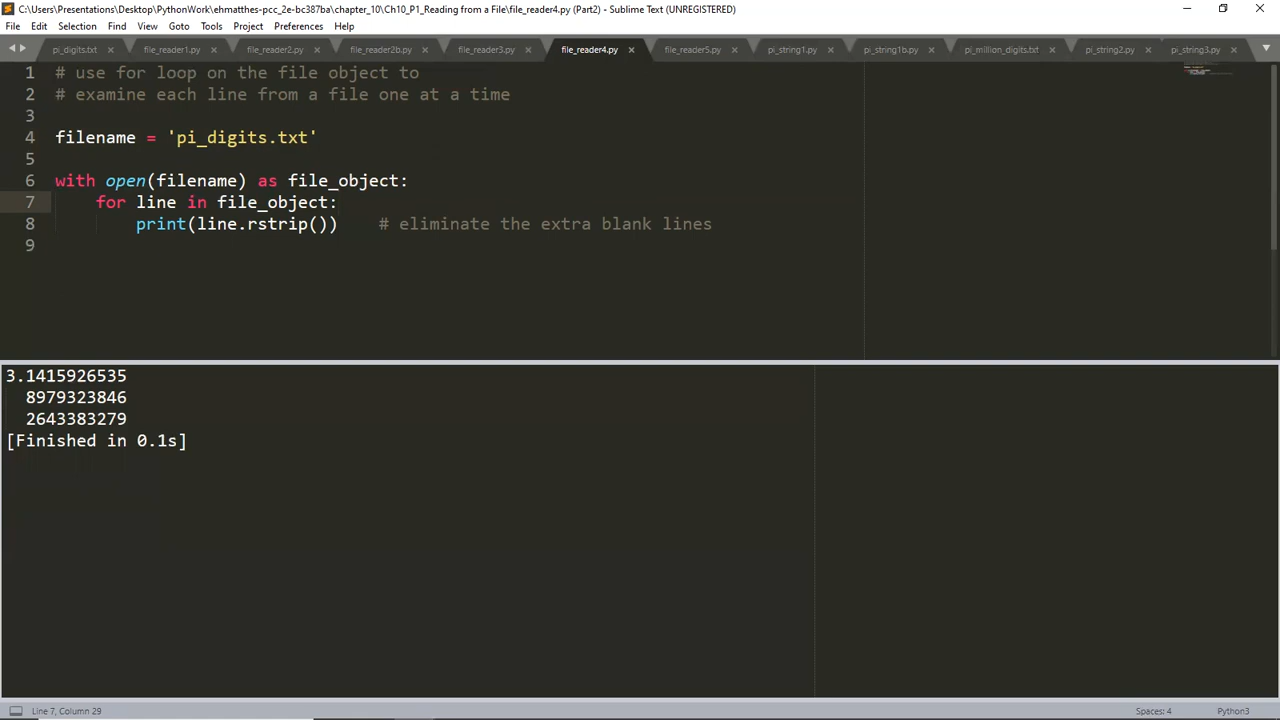 C:\Users\Presentations\Desktop\PythonWork\ehmatthes-pcc_2e-bc387ba\chapter_10\Ch10_P1_Reading from a File\file_reader4.py (Part2) - Sublime Text (UNREGISTERED)
File Edit Selection Find View Goto Tools Project Preferences Help
pi_digits.txt file_reader1.py file_reader2.py file_reader2b.py file_reader3.py file_reader4.py file_reader5.py pi_string1.py pi_string1b.py pi_million_digits.txt pi_string2.py pi_string3.py
1 # use for loop on the file object to
2 # examine each line from a file one at a time
3
4 filename = 'pi_digits.txt'
5
6 with open(filename) as file_object:
7 for line in file_object:
8 print(line.rstrip()) # eliminate the extra blank lines
9
3.1415926535
8979323846
2643383279
[Finished in 0.1s]
Line 7, Column 29 Spaces: 4 Python3